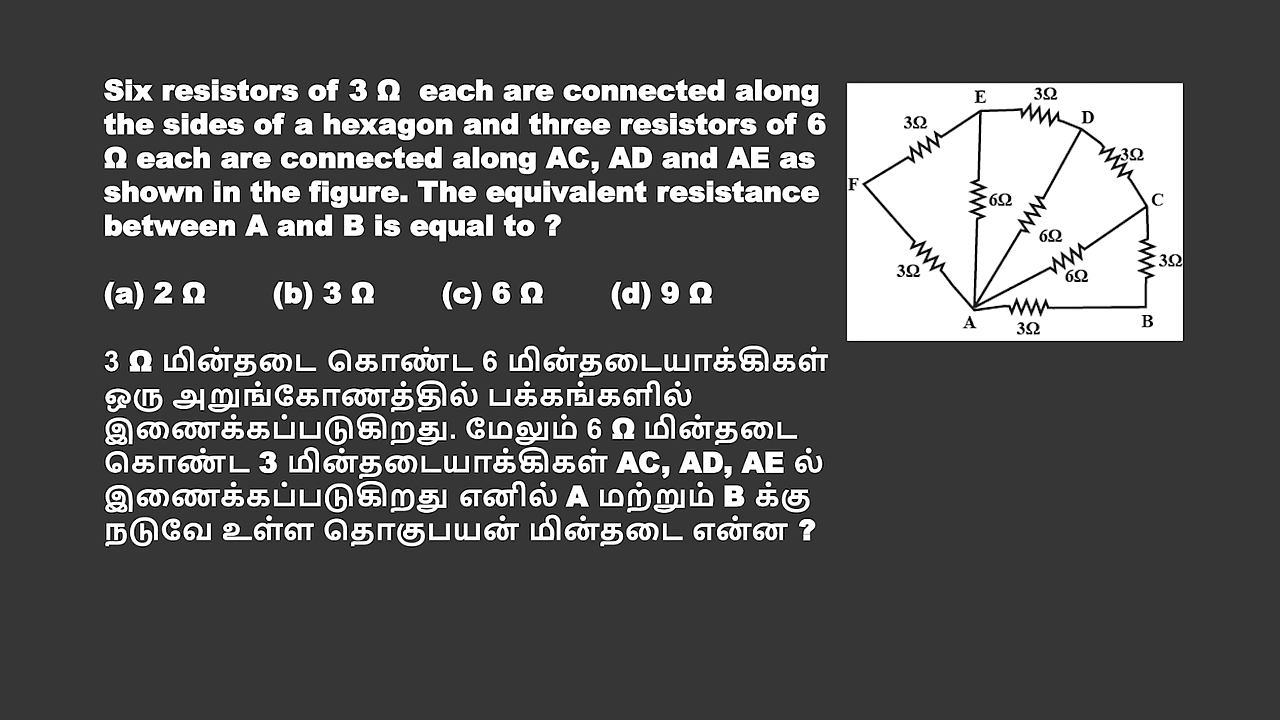 Six resistors of 3 Ω each are connected along
the sides of a hexagon and three resistors of 6
Ω each are connected along AC, AD and AE as
shown in the figure. The equivalent resistance
between A and B is equal to ?
(a) 2 Ω (b) 3 Ω (c) 6 Ω (d) 9 Ω
3 Ω மின்தடை கொண்ட 6 மின்தடையாக்கிகள்
ஒரு அறுங்கோணத்தில் பக்கங்களில்
இணைக்கப்படுகிறது. மேலும் 6 Ω மின்தடை
கொண்ட 3 மின்தடையாக்கிகள் AC, AD, AE ல்
இணைக்கப்படுகிறது எனில் A மற்றும் B க்கு
நடுவே உள்ள தொகுபயன் மின்தடை என்ன ?
E
3Ω
D
3Ω
3Ω
F
6Ω
C
6Ω
3Ω
3Ω
6Ω
A
3Ω
B